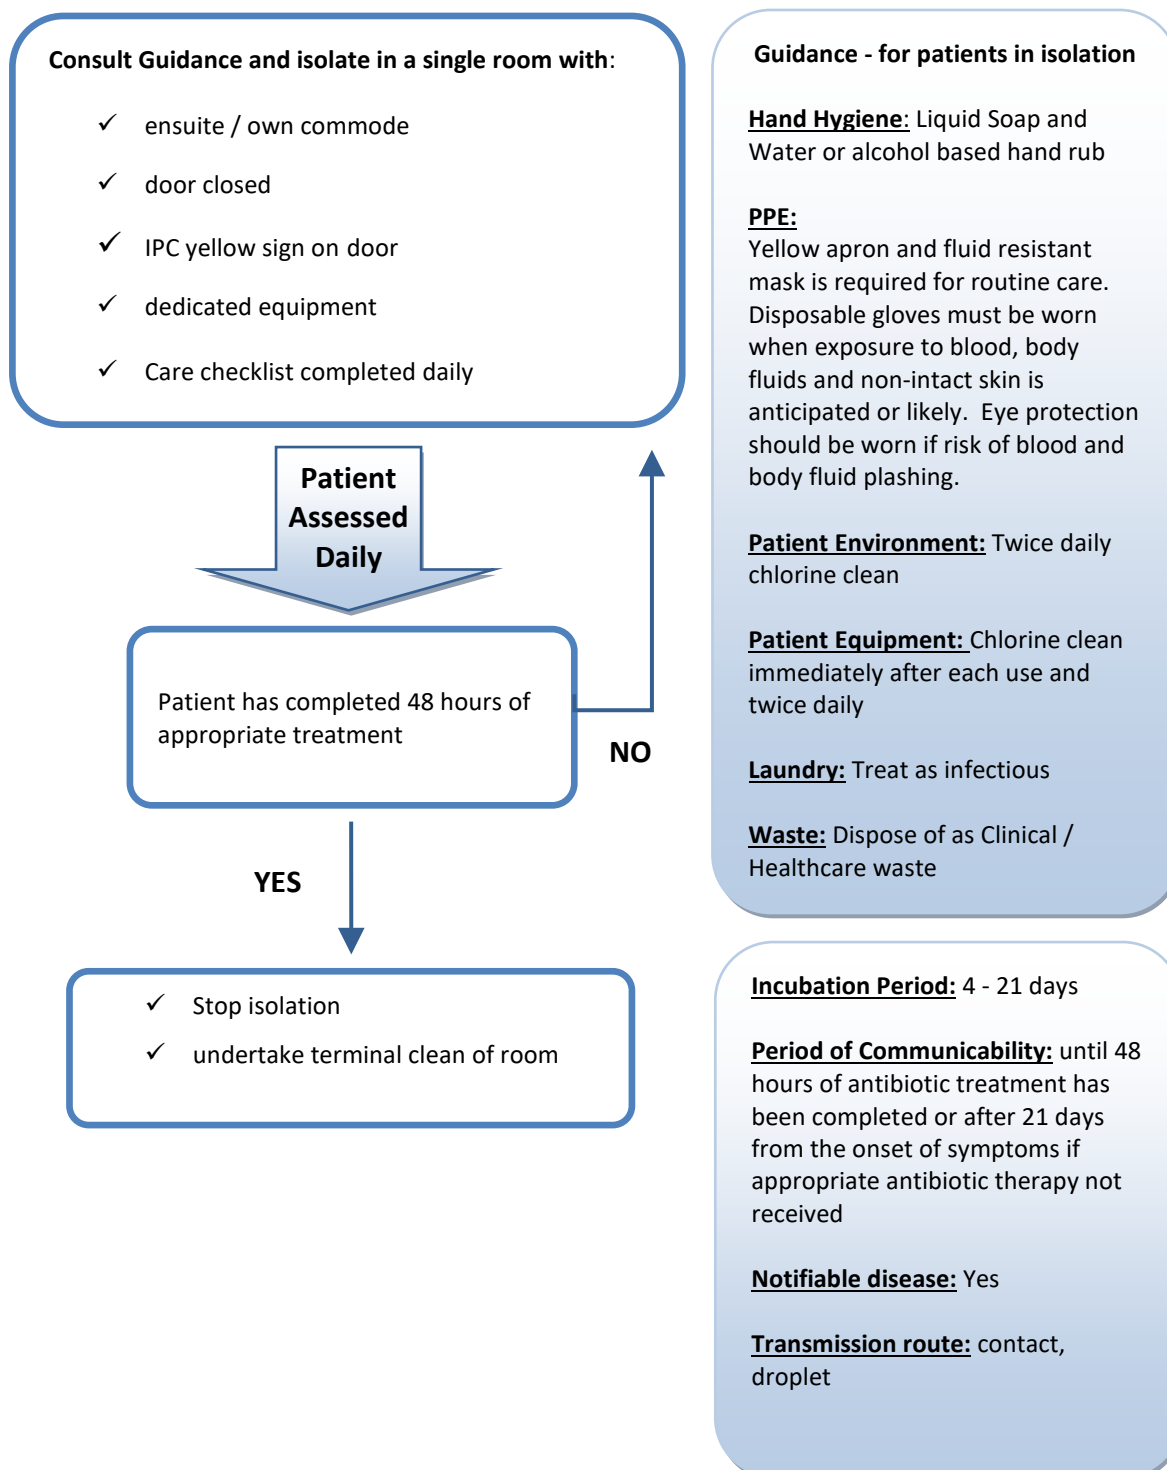 Consult Guidance and isolate in a single room with:
✓ ensuite / own commode
✓ door closed
✓ IPC yellow sign on door
✓ dedicated equipment
✓ Care checklist completed daily
Patient
Assessed
Daily
Patient has completed 48 hours of
appropriate treatment
NO
YES
✓ Stop isolation
✓ undertake terminal clean of room
Guidance - for patients in isolation
Hand Hygiene: Liquid Soap and
Water or alcohol based hand rub
PPE:
Yellow apron and fluid resistant
mask is required for routine care.
Disposable gloves must be worn
when exposure to blood, body
fluids and non-intact skin is
anticipated or likely.  Eye protection
should be worn if risk of blood and
body fluid plashing.
Patient Environment: Twice daily
chlorine clean
Patient Equipment: Chlorine clean
immediately after each use and
twice daily
Laundry: Treat as infectious
Waste: Dispose of as Clinical /
Healthcare waste
Incubation Period: 4 - 21 days
Period of Communicability: until 48
hours of antibiotic treatment has
been completed or after 21 days
from the onset of symptoms if
appropriate antibiotic therapy not
received
Notifiable disease: Yes
Transmission route: contact,
droplet